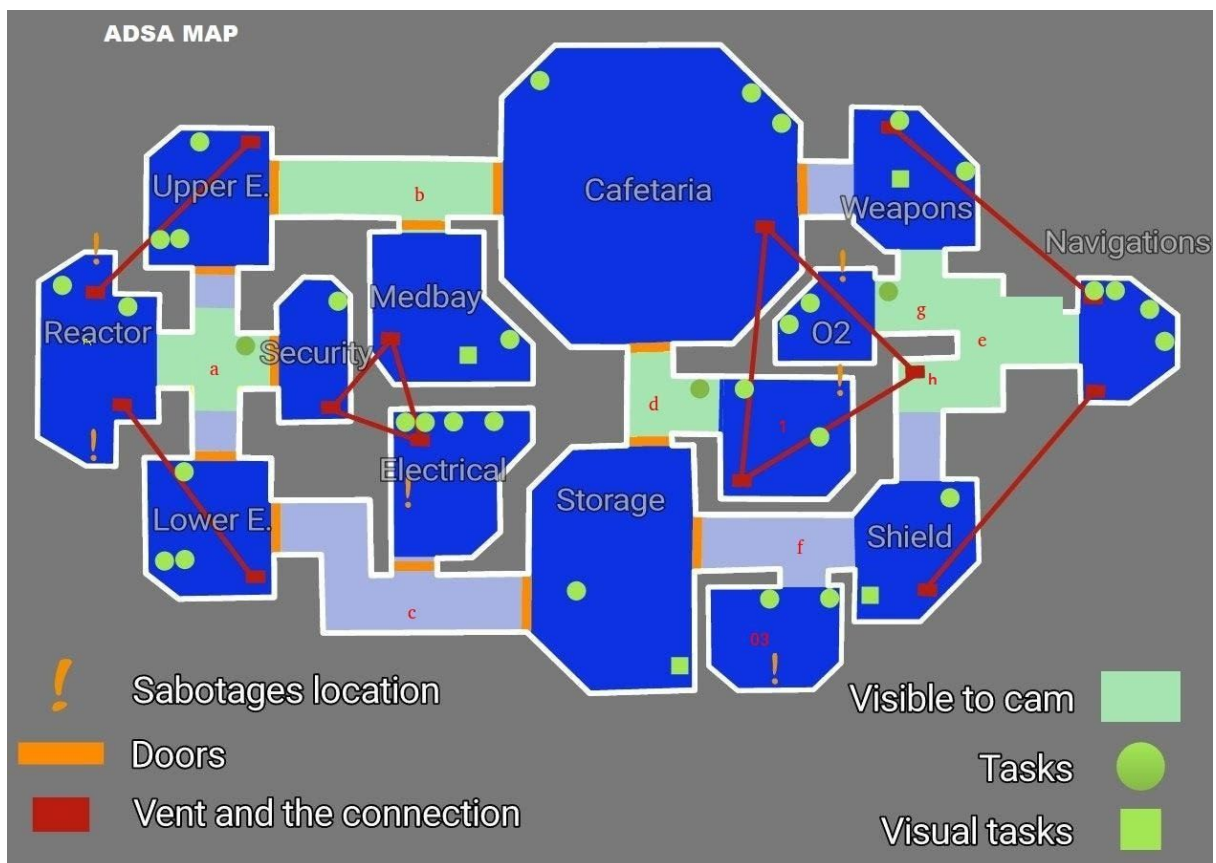 ADSA MAP
Upper E.
b
Cafetaria
Weapons
Navigations
Reactor
a
Security
Medbay
O2
g
e
h
d
1
Electrical
Lower E.
Storage
f
Shield
c
03
Sabotages location
Doors
Vent and the connection
Visible to cam
Tasks
Visual tasks